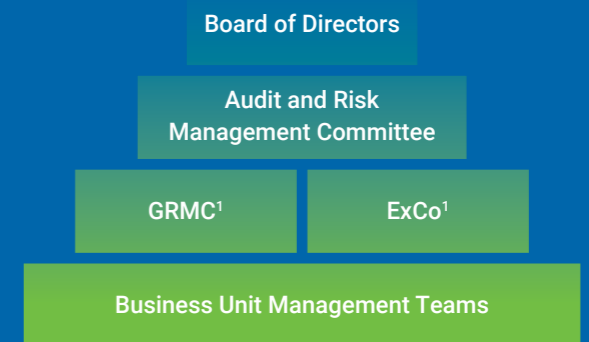 Board of Directors
Audit and Risk
Management Committee
GRMC¹
ExCo¹
Business Unit Management Teams